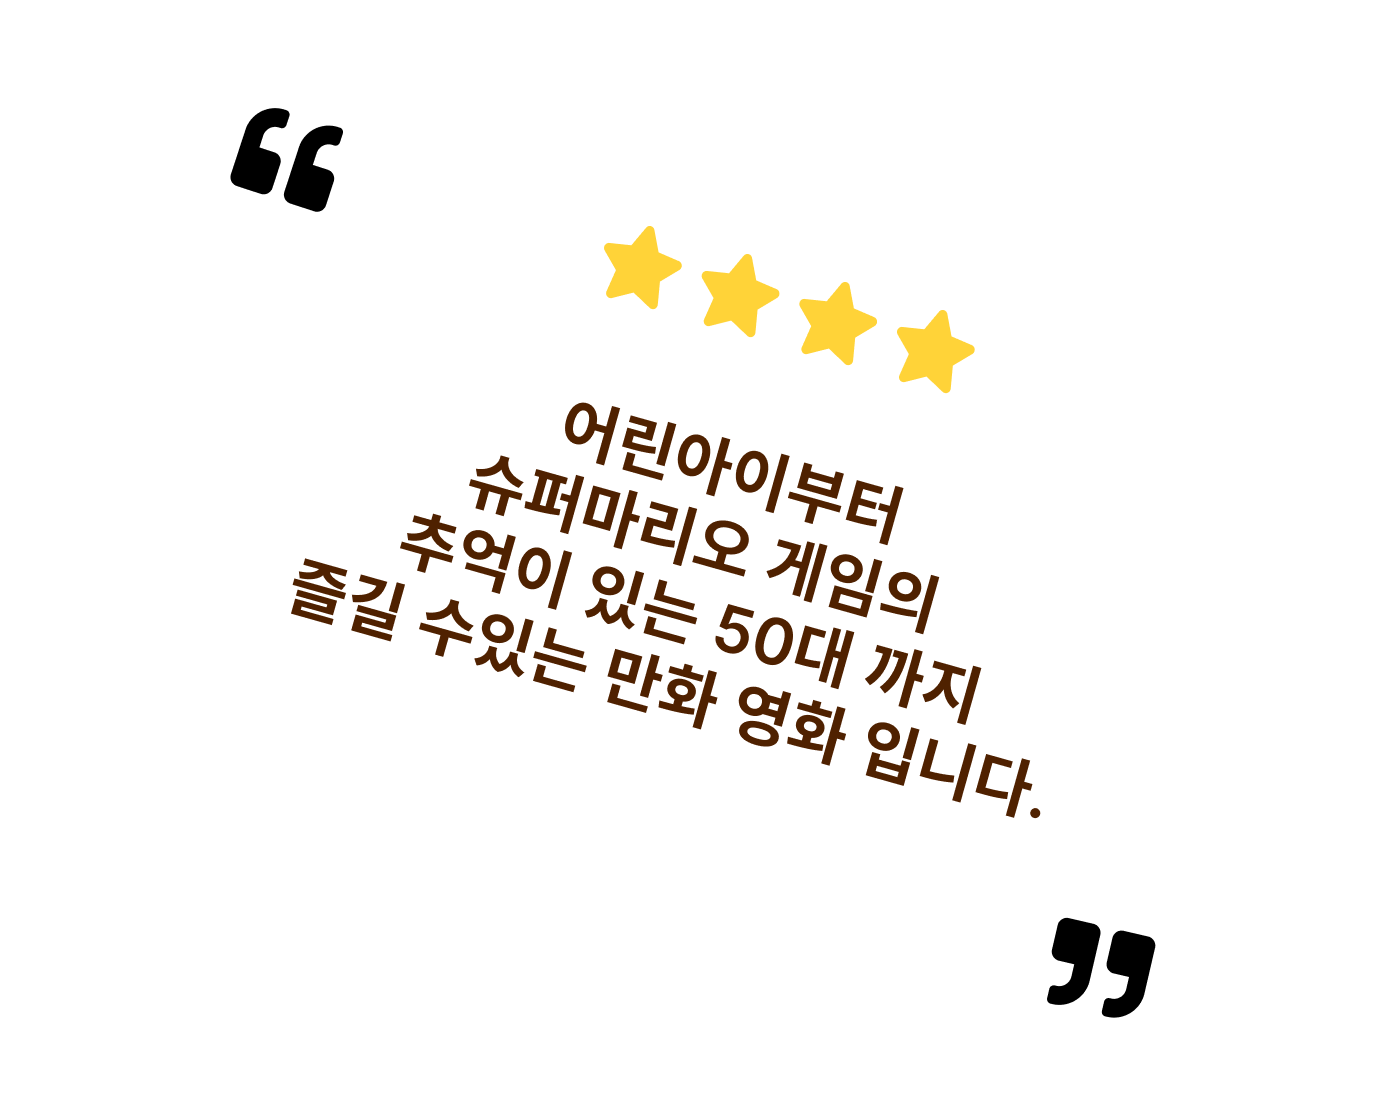 “
어린아이부터
슈퍼마리오 게임의
추억이 있는 50대 까지
즐길 수있는 만화 영화 입니다.
”